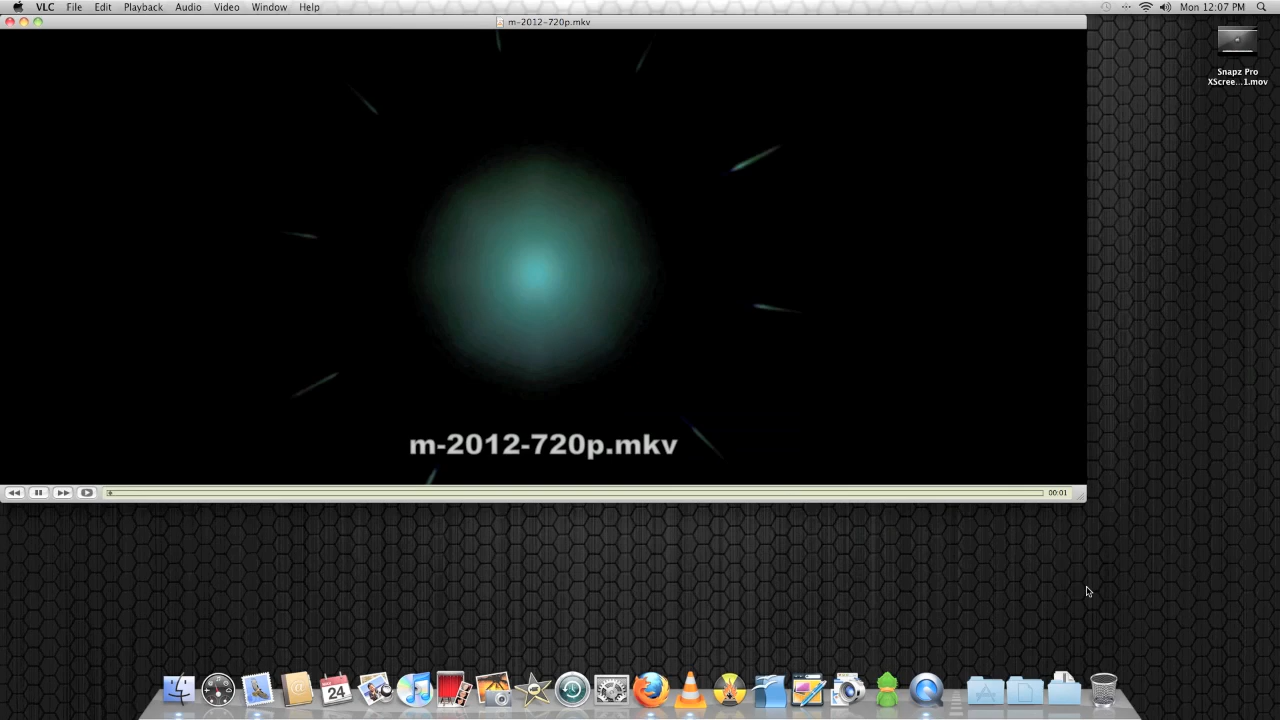 VLC File Edit Playback Audio Video Window Help Mon 12:07 PM
m-2012-720p.mkv
Snapz Pro
XScree...1.mov
m-2012-720p.mkv
00:01
24